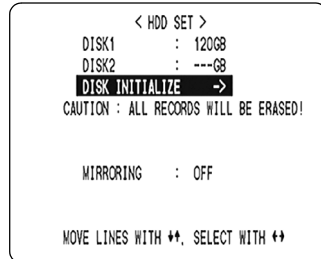 < HDD SET >
DISK1 : 120GB
DISK2 : ---GB
DISK INITIALIZE ->
CAUTION : ALL RECORDS WILL BE ERASED!
MIRRORING : OFF
MOVE LINES WITH ↓↑, SELECT WITH ←→